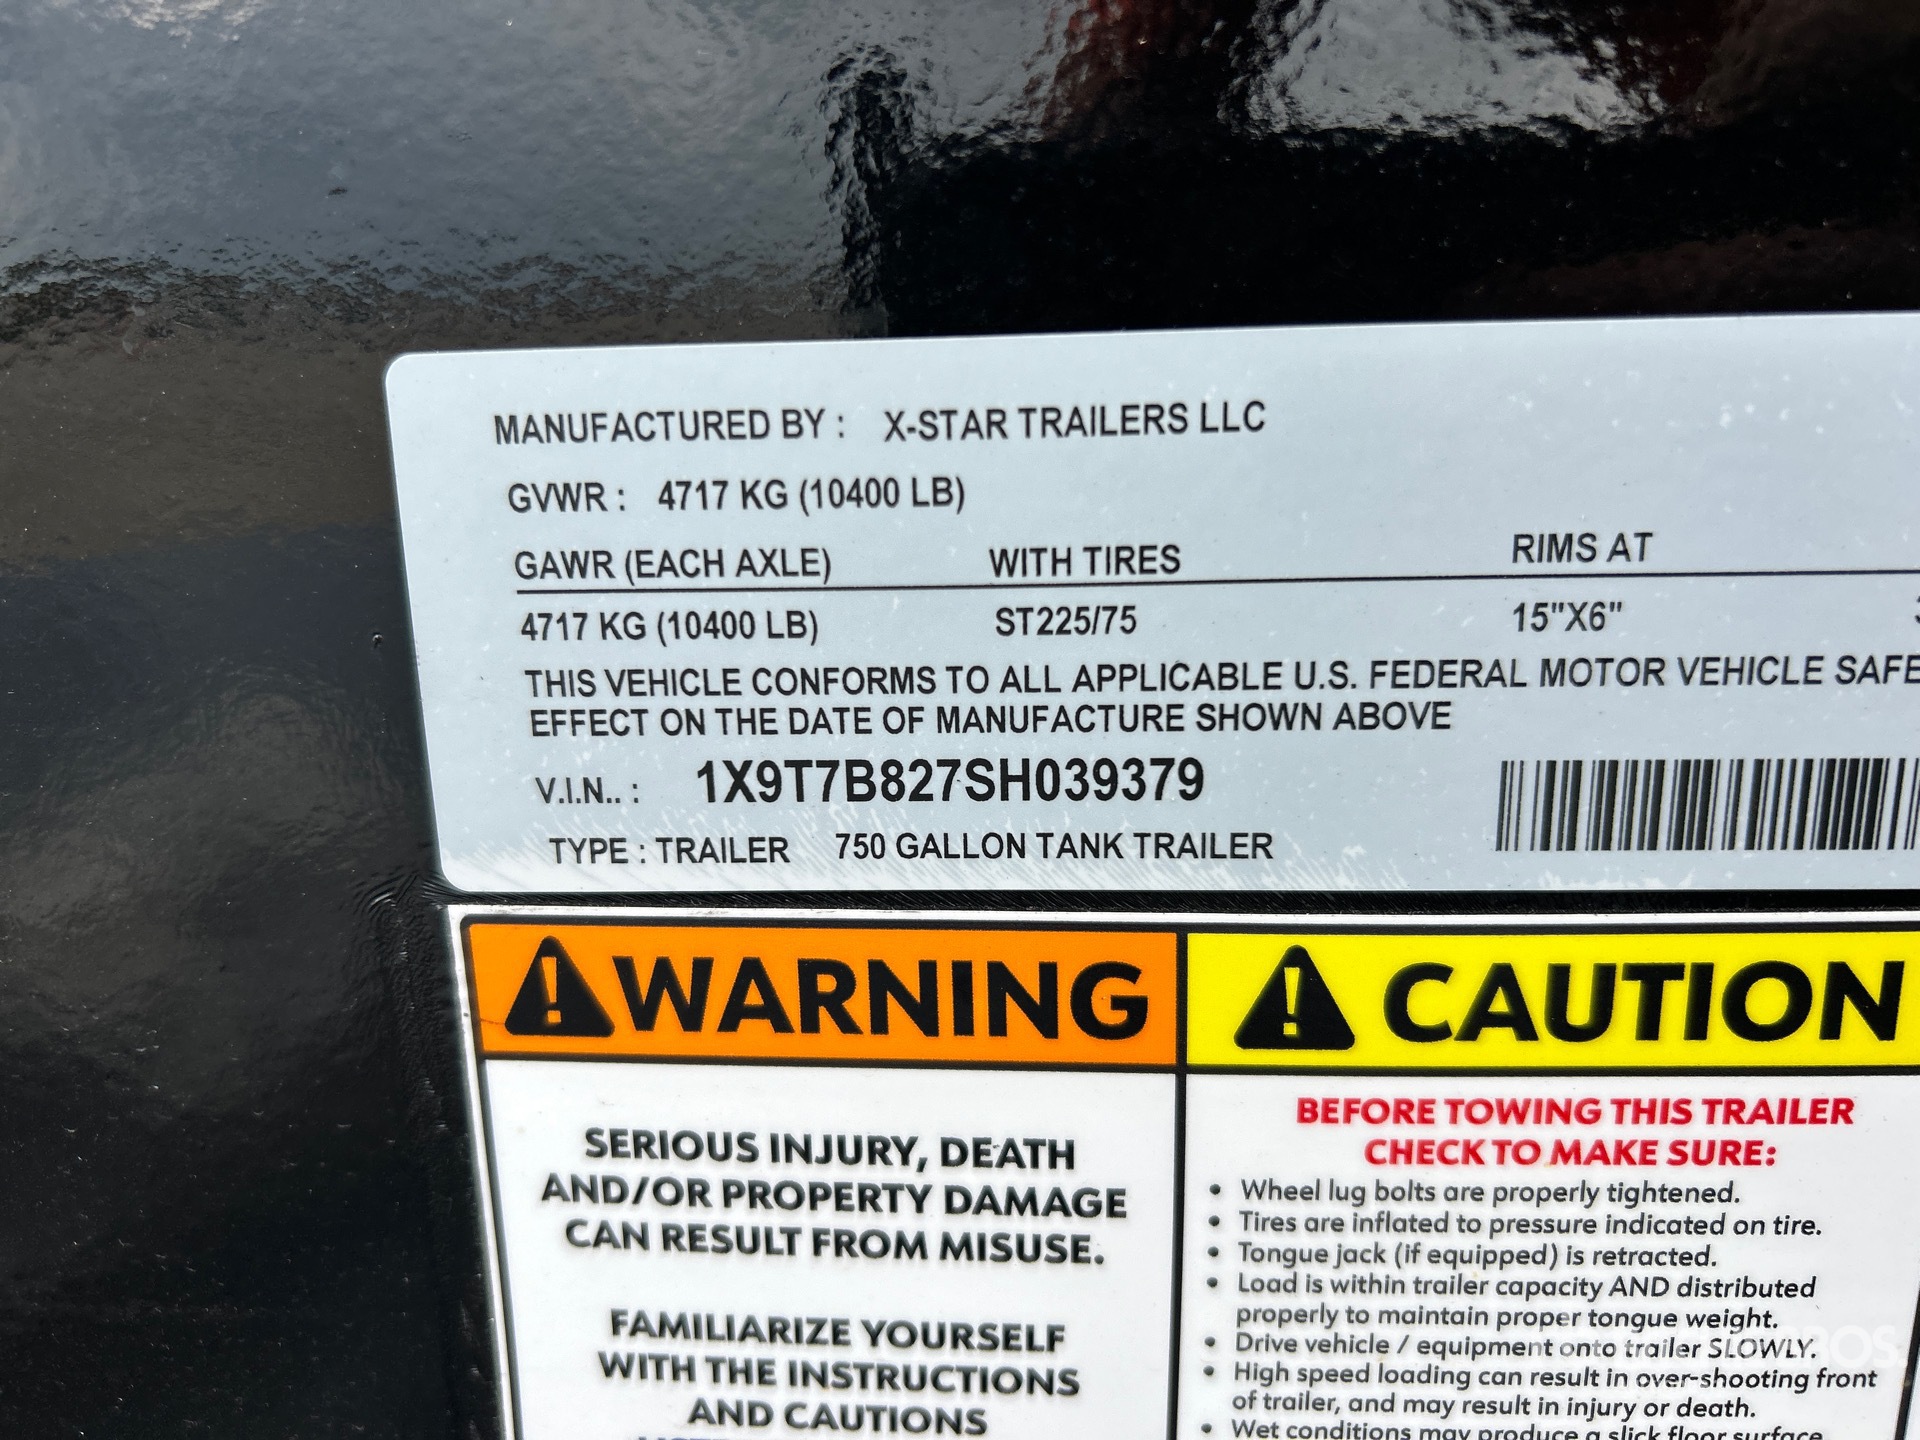 MANUFACTURED BY : X-STAR TRAILERS LLC
GVWR : 4717 KG (10400 LB)
GAWR (EACH AXLE) WITH TIRES RIMS AT
4717 KG (10400 LB) ST225/75 15"X6"
THIS VEHICLE CONFORMS TO ALL APPLICABLE U.S. FEDERAL MOTOR VEHICLE SAFE
EFFECT ON THE DATE OF MANUFACTURE SHOWN ABOVE
V.I.N.. : 1X9T7B827SH039379
TYPE : TRAILER 750 GALLON TANK TRAILER
WARNING
SERIOUS INJURY, DEATH
AND/OR PROPERTY DAMAGE
CAN RESULT FROM MISUSE.
FAMILIARIZE YOURSELF
WITH THE INSTRUCTIONS
AND CAUTIONS
CAUTION
BEFORE TOWING THIS TRAILER
CHECK TO MAKE SURE:
• Wheel lug bolts are properly tightened.
• Tires are inflated to pressure indicated on tire.
• Tongue jack (if equipped) is retracted.
• Load is within trailer capacity AND distributed
properly to maintain proper tongue weight.
• Drive vehicle / equipment onto trailer SLOWLY.
• High speed loading can result in over-shooting front
of trailer, and may result in injury or death.
• Wet conditions may produce a slick floor surface